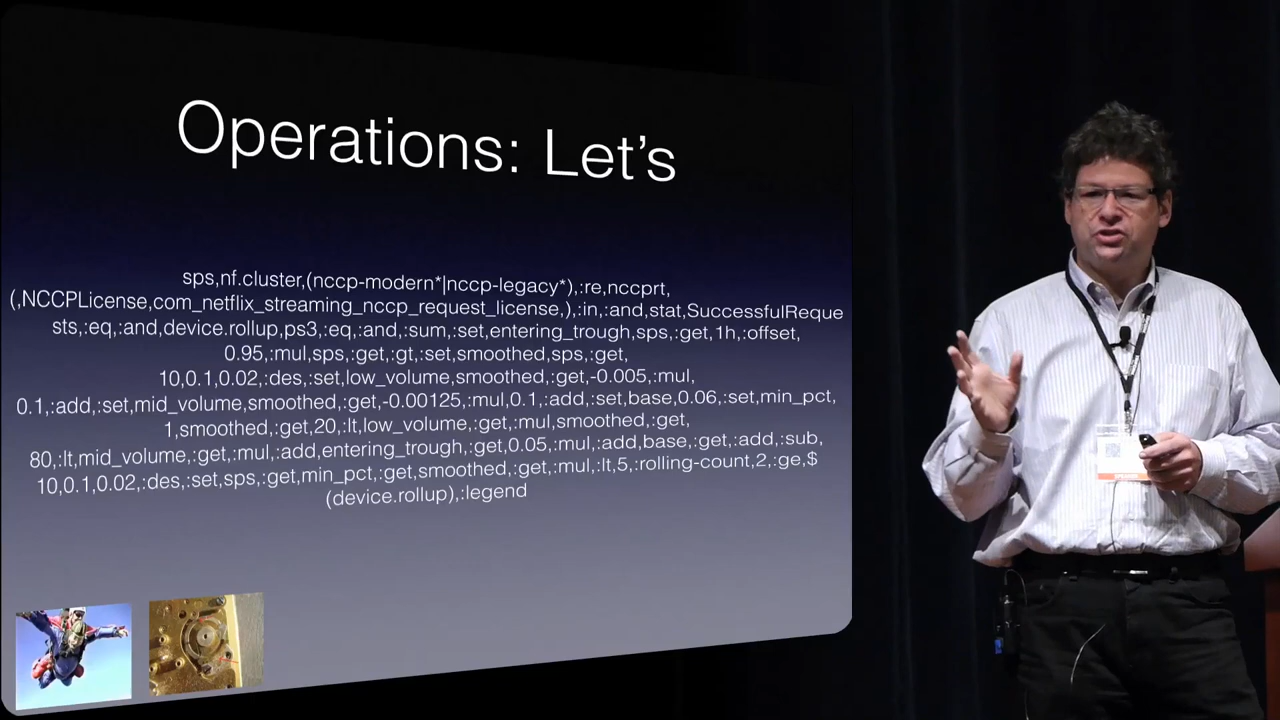 Operations: Let's
sps,nf.cluster,(nccp-modern*|nccp-legacy*),:re,nccprt,
(,NCCPLicense,com_netflix_streaming_nccp_request_license,),:in,:and,stat,SuccessfulReque
sts,:eq,:and,device.rollup,ps3,:eq,:and,:sum,:set,entering_trough,sps,:get,1h,:offset,
0.95,:mul,sps,:get,:gt,:set,smoothed,sps,:get,
10,0.1,0.02,:des,:set,low_volume,smoothed,:get,-0.005,:mul,
0.1,:add,:set,mid_volume,smoothed,:get,-0.00125,:mul,0.1,:add,:set,base,0.06,:set,min_pct,
1,smoothed,:get,20,:lt,low_volume,:get,:mul,smoothed,:get,
80,:lt,mid_volume,:get,:mul,:add,entering_trough,:get,0.05,:mul,:add,base,:get,:add,:sub,
10,0.1,0.02,:des,:set,sps,:get,min_pct,:get,smoothed,:get,:mul,:lt,5,:rolling-count,2,:ge,$
(device.rollup),:legend
SPEAKER